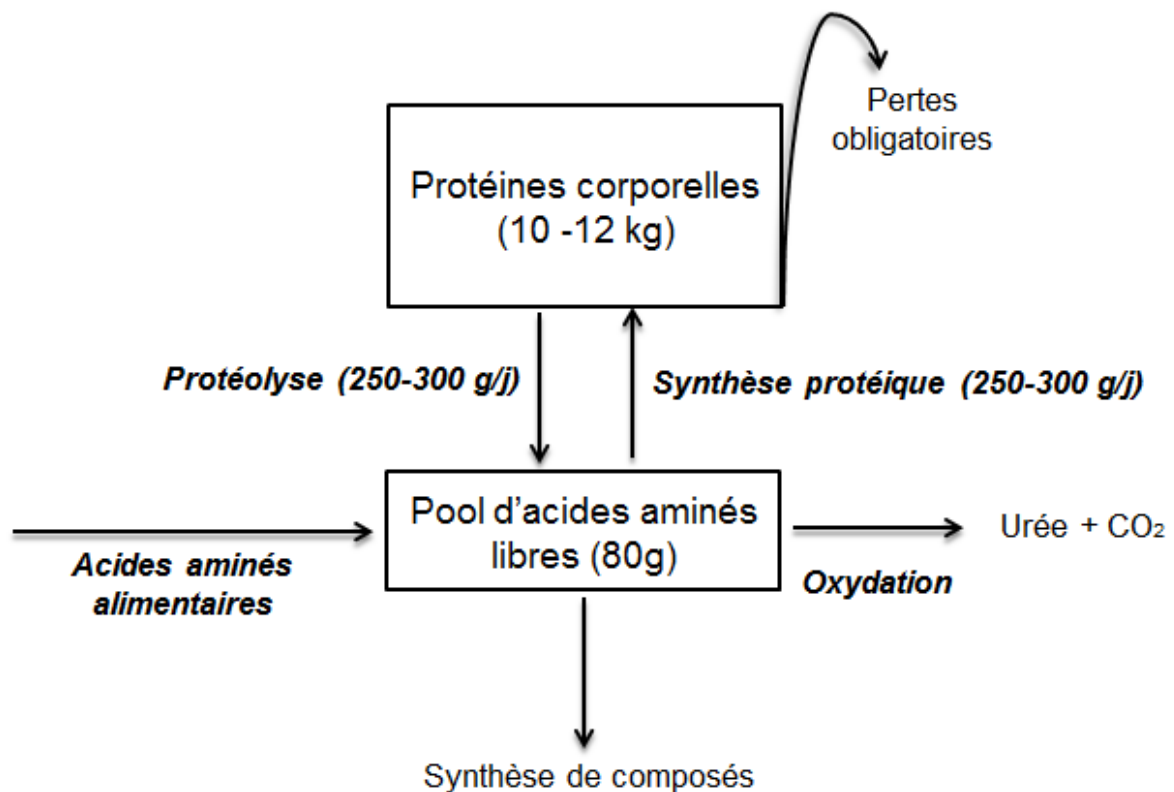 Pertes
obligatoires
Protéines corporelles
(10 -12 kg)
Protéolyse (250-300 g/j)
Synthèse protéique (250-300 g/j)
Pool d’acides aminés
libres (80g)
Urée + CO₂
Acides aminés
alimentaires
Oxydation
Synthèse de composés